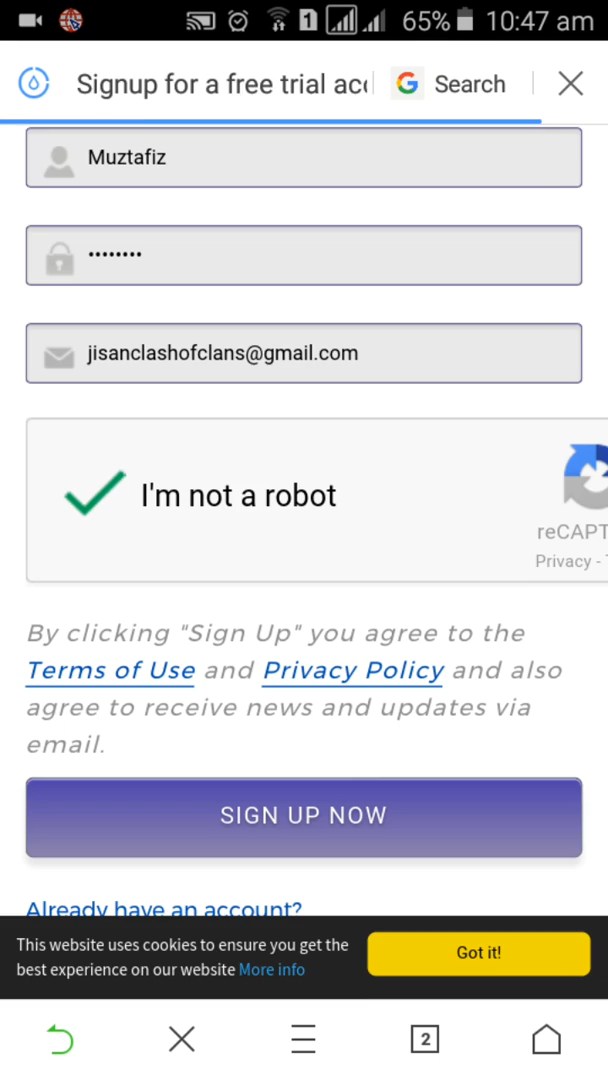 1 65% 10:47 am
Signup for a free trial acc Search
Muztafiz
••••••••
jisanclashofclans@gmail.com
I'm not a robot
reCAPT
Privacy -
By clicking "Sign Up" you agree to the
Terms of Use and Privacy Policy and also
agree to receive news and updates via
email.
SIGN UP NOW
Already have an account?
This website uses cookies to ensure you get the
best experience on our website More info
Got it!
2